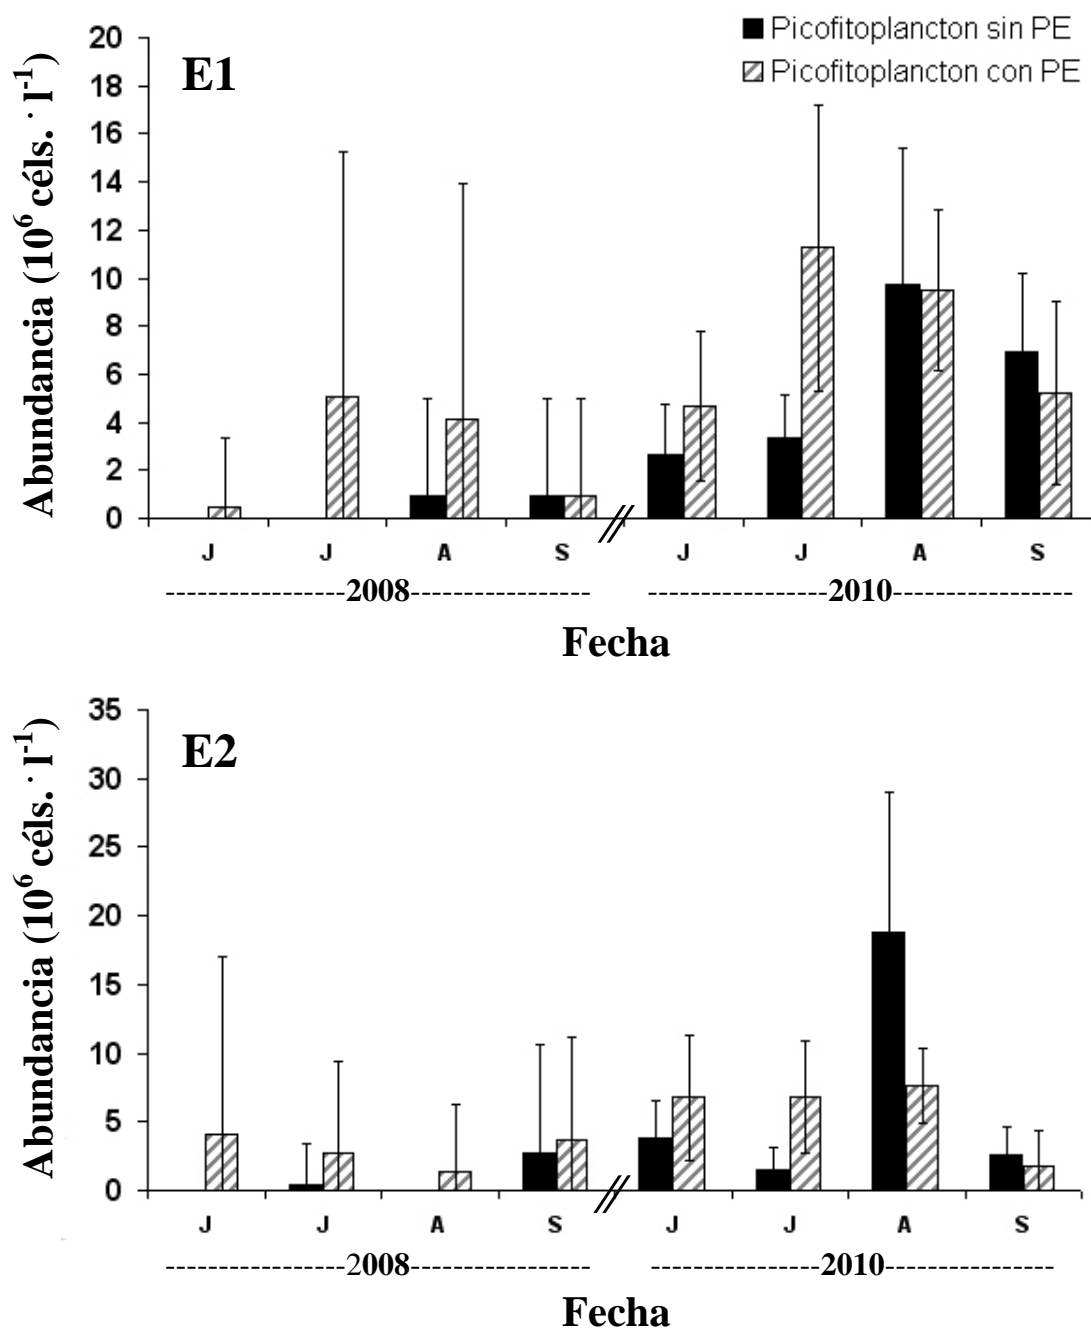 Picofitoplancton sin PE
Picofitoplancton con PE
E1
Abundancia (10⁶ céls. · l⁻¹)
20
18
16
14
12
10
8
6
4
2
0
J J A S J J A S
----------------2008---------------- ----------------2010----------------
Fecha
E2
Abundancia (10⁶ céls. · l⁻¹)
35
30
25
20
15
10
5
0
J J A S J J A S
----------------2008---------------- ----------------2010----------------
Fecha